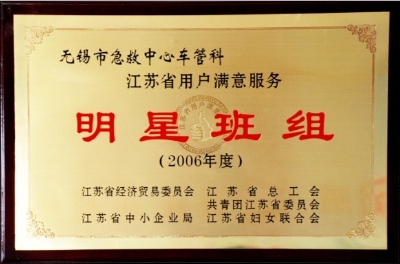 无锡市急救中心车管科
江苏省用户满意服务
明星班组
(2006年度)
江苏省经济贸易委员会 江苏省总工会
共青团江苏省委员会
江苏省中小企业局 江苏省妇女联合会